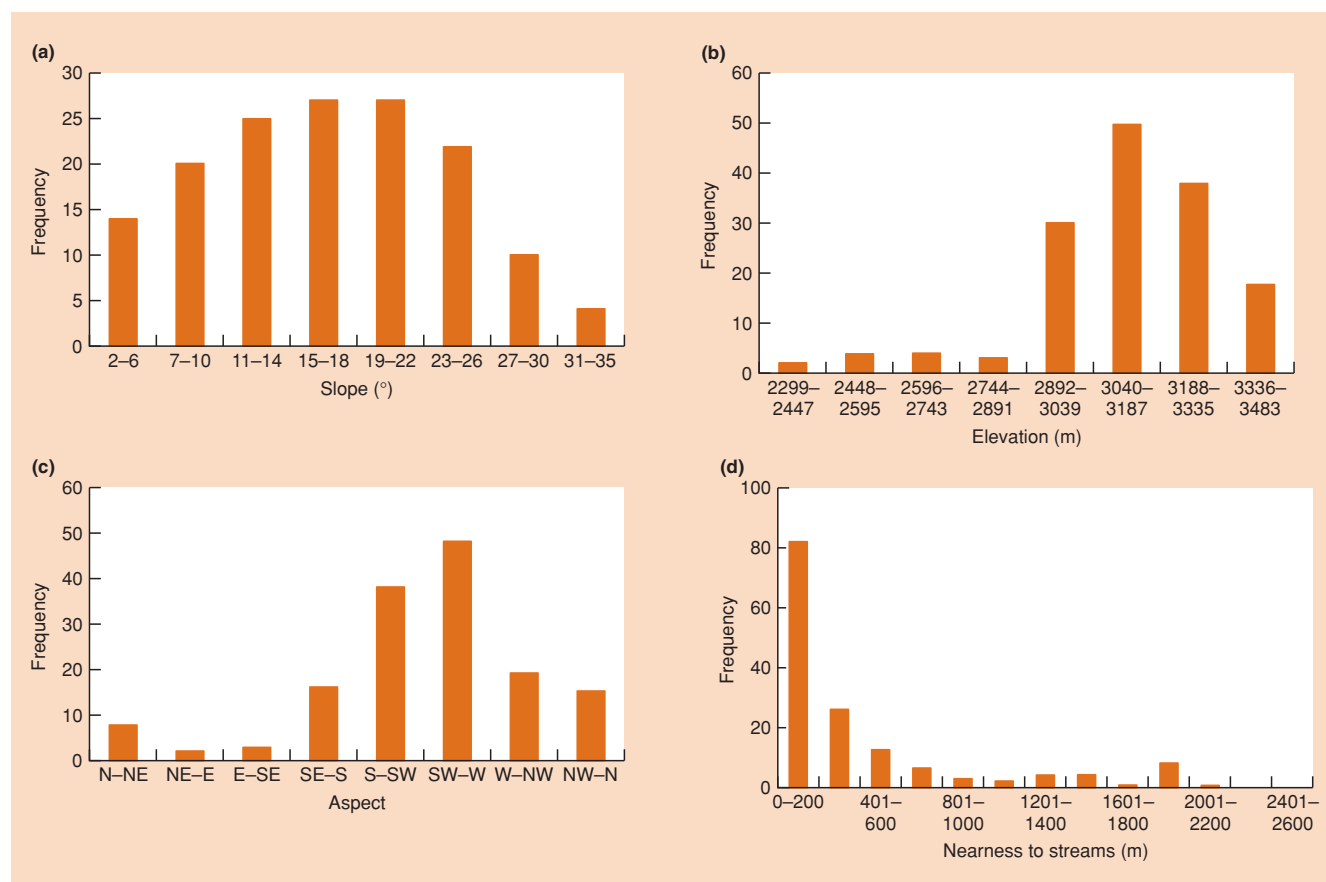 (a)
30
25
20
15
10
5
0
Frequency
2–6 7–10 11–14 15–18 19–22 23–26 27–30 31–35
Slope (°)
(b)
60
50
40
30
20
10
0
Frequency
2299– 2448– 2596– 2744– 2892– 3040– 3188– 3336–
2447 2595 2743 2891 3039 3187 3335 3483
Elevation (m)
(c)
60
50
40
30
20
10
0
Frequency
N–NE NE–E E–SE SE–S S–SW SW–W W–NW NW–N
Aspect
(d)
100
80
60
40
20
0
Frequency
0–200 401– 801– 1201– 1601– 2001– 2401–
600 1000 1400 1800 2200 2600
Nearness to streams (m)